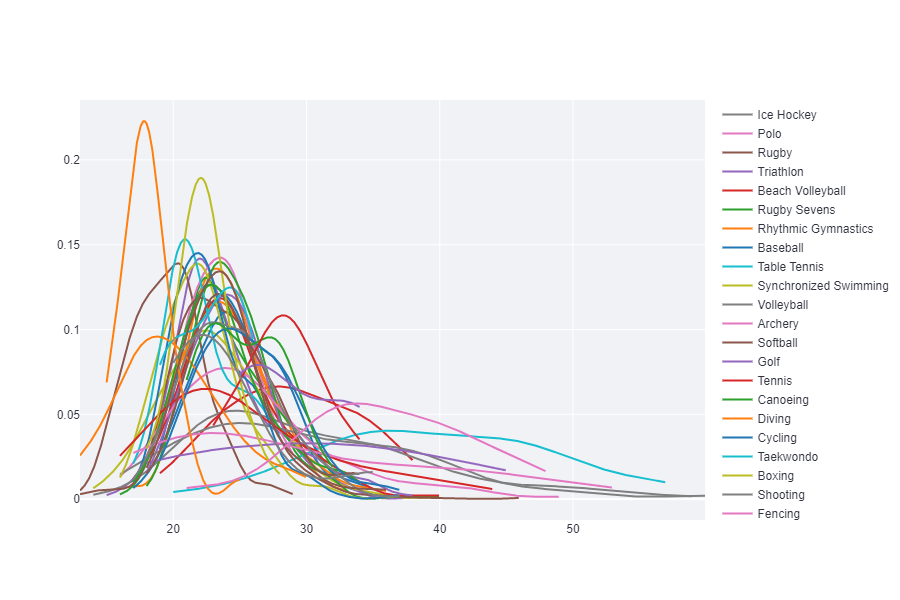 0.2
0.15
0.1
0.05
0
20
30
40
50
Ice Hockey
Polo
Rugby
Triathlon
Beach Volleyball
Rugby Sevens
Rhythmic Gymnastics
Baseball
Table Tennis
Synchronized Swimming
Volleyball
Archery
Softball
Golf
Tennis
Canoeing
Diving
Cycling
Taekwondo
Boxing
Shooting
Fencing